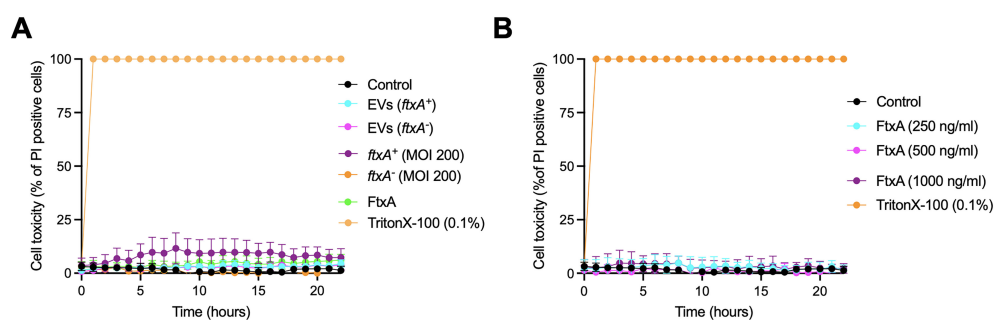 A
Cell toxicity (% of PI positive cells)
100
75
50
25
0
0
5
10
15
20
Time (hours)
Control
EVs (ftxA+)
EVs (ftxA-)
ftxA+ (MOI 200)
ftxA- (MOI 200)
FtxA
TritonX-100 (0.1%)
B
Cell toxicity (%of PI positive cells)
100
75
50
25
0
0
5
10
15
20
Time (hours)
Control
FtxA (250 ng/ml)
FtxA (500 ng/ml)
FtxA (1000 ng/ml)
TritonX-100 (0.1%)